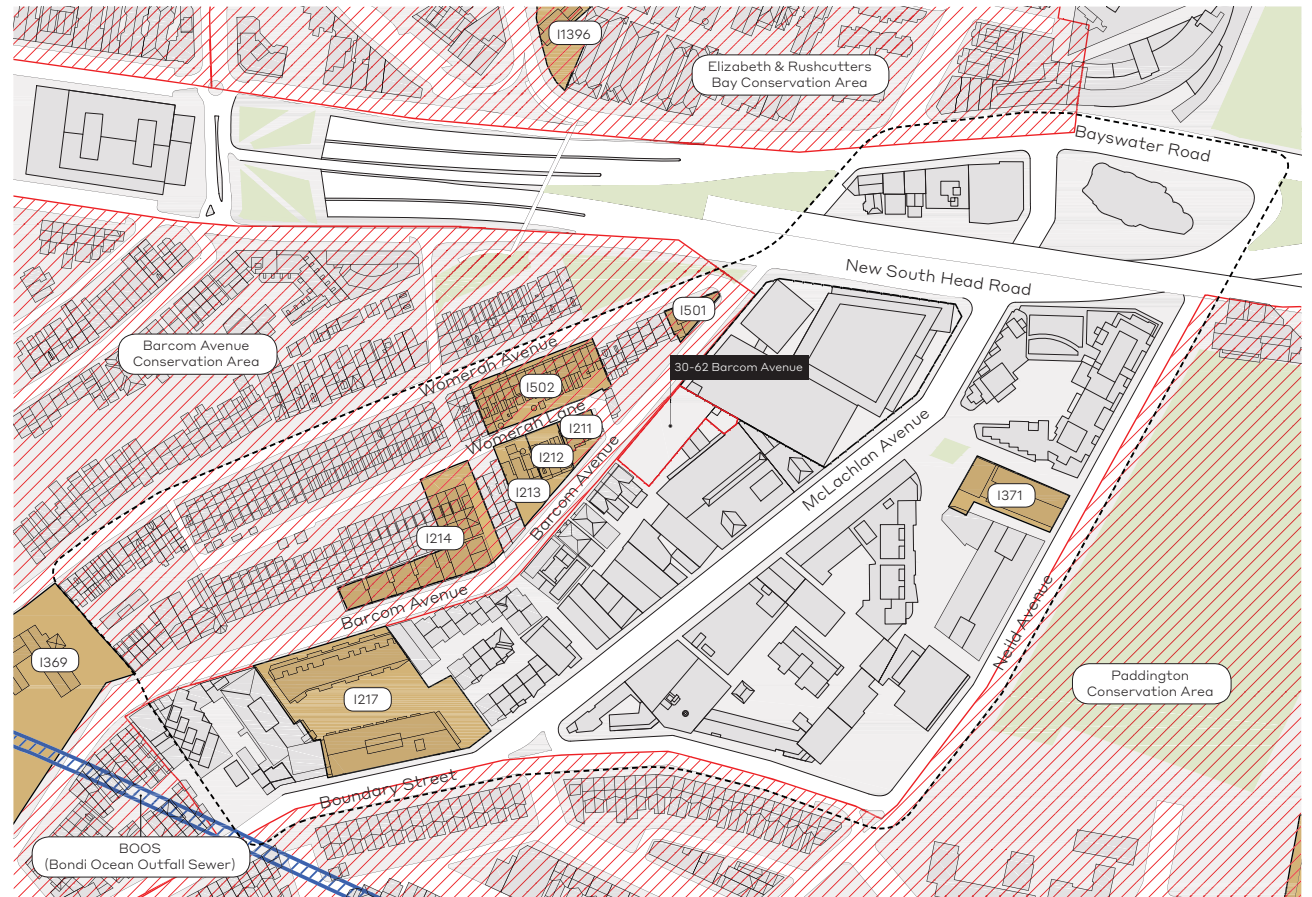 I1396
Elizabeth & Rushcutters
Bay Conservation Area
Bayswater Road
New South Head Road
I501
Barcom Avenue
Conservation Area
Womerah Avenue
30-62 Barcom Avenue
I502
Womerah Lane
I211
I212
I213
Barcom Avenue
McLachlan Avenue
I371
I214
Barcom Avenue
Neild Avenue
I369
I217
Paddington
Conservation Area
Boundary Street
BOOS
(Bondi Ocean Outfall Sewer)